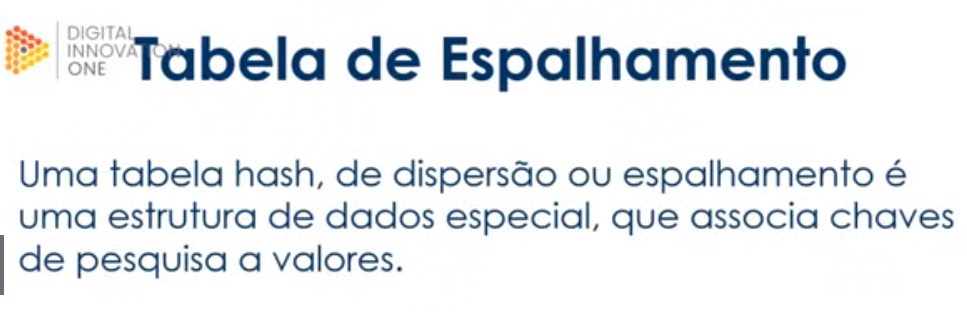 DIGITAL
INNOVATION
ONE
Tabela de Espalhamento
Uma tabela hash, de dispersão ou espalhamento é
uma estrutura de dados especial, que associa chaves
de pesquisa a valores.